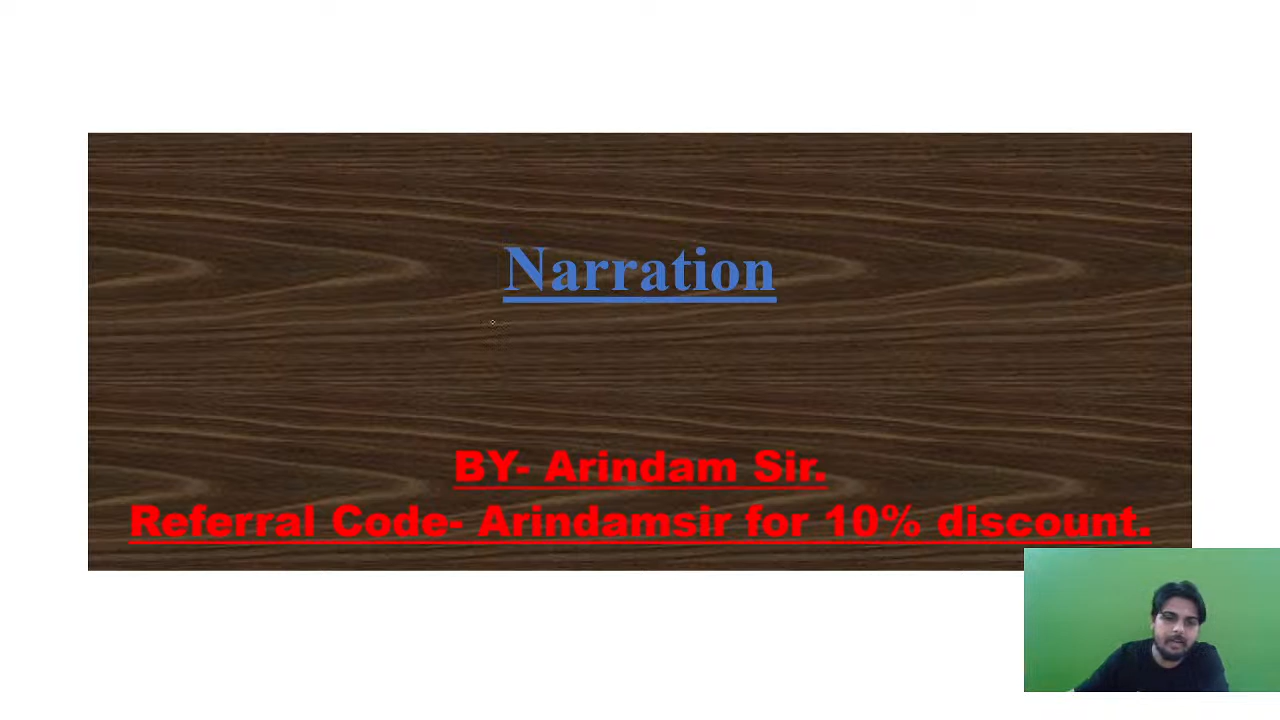 Narration
BY- Arindam Sir.
Referral Code- Arindamsir for 10% discount.